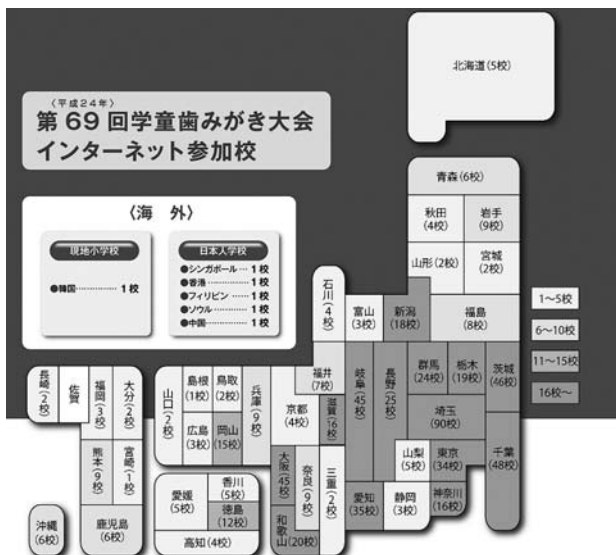 〈平成24年〉
第69回学童歯みがき大会
インターネット参加校
〈海 外〉
現地小学校
●韓国…………… 1校
日本人学校
●シンガポール… 1校
●香港………… 1校
●フィリピン…… 1校
●ソウル……… 1校
●中国………… 1校
北海道(5校)
青森(6校)
秋田
(4校)
岩手
(9校)
山形(2校)
宮城
(2校)
福島
(8校)
1〜5校
6〜10校
11〜15校
16校〜
石川(4校)
富山
(3校)
新潟
(18校)
福井
(7校)
岐阜(45校)
長野(25校)
群馬
(24校)
栃木
(19校)
茨城
(46校)
埼玉
(90校)
山梨
(5校)
東京
(34校)
千葉
(48校)
愛知
(35校)
静岡
(3校)
神奈川
(16校)
滋賀
(16校)
京都
(4校)
大阪
(45校)
奈良(9校)
三重(2校)
和歌山
(20校)
兵庫(9校)
鳥取
(2校)
島根
(1校)
岡山
(15校)
広島
(3校)
山口(2校)
香川
(5校)
愛媛
(5校)
徳島
(12校)
高知(4校)
長崎(2校)
佐賀
福岡(3校)
大分(2校)
熊本(9校)
宮崎(1校)
鹿児島
(6校)
沖縄
(6校)